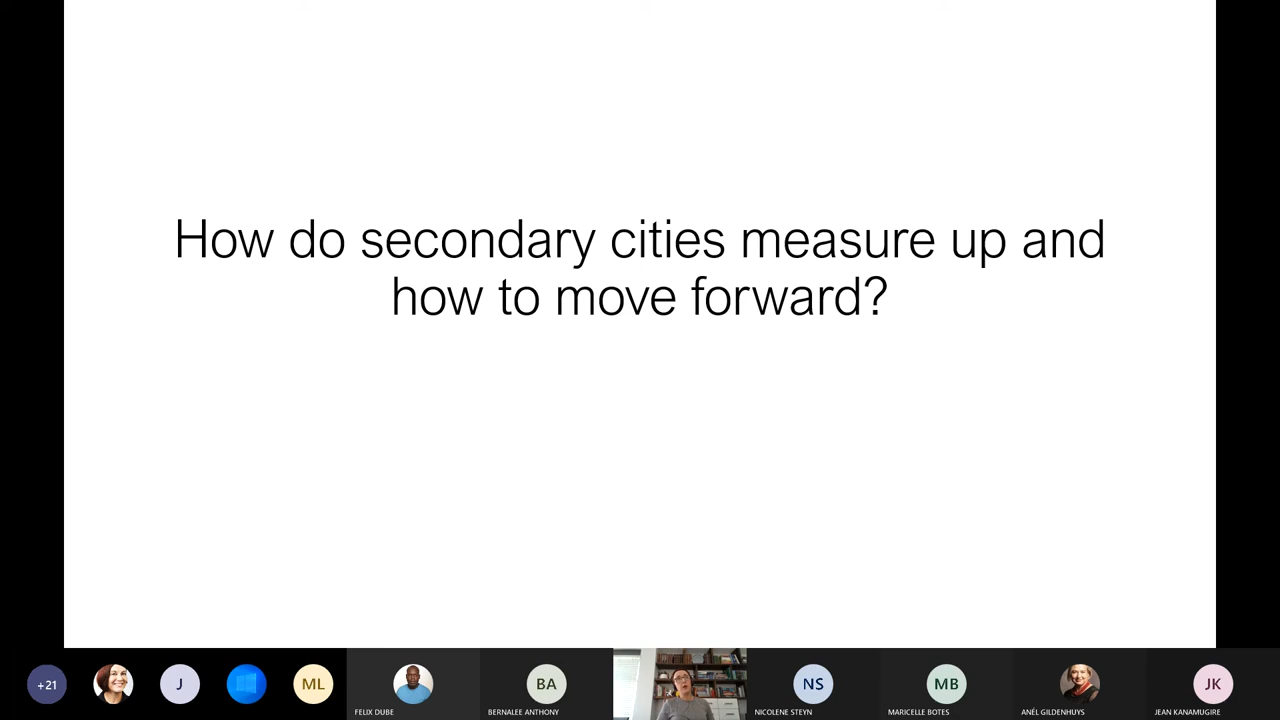 How do secondary cities measure up and
how to move forward?
+21
J
ML
FELIX DUBE
BA
BERNALEE ANTHONY
NS
NICOLENE STEYN
MB
MARICELLE BOTES
ANÉL GILDENHUYS
JK
JEAN KANAMUGIRE